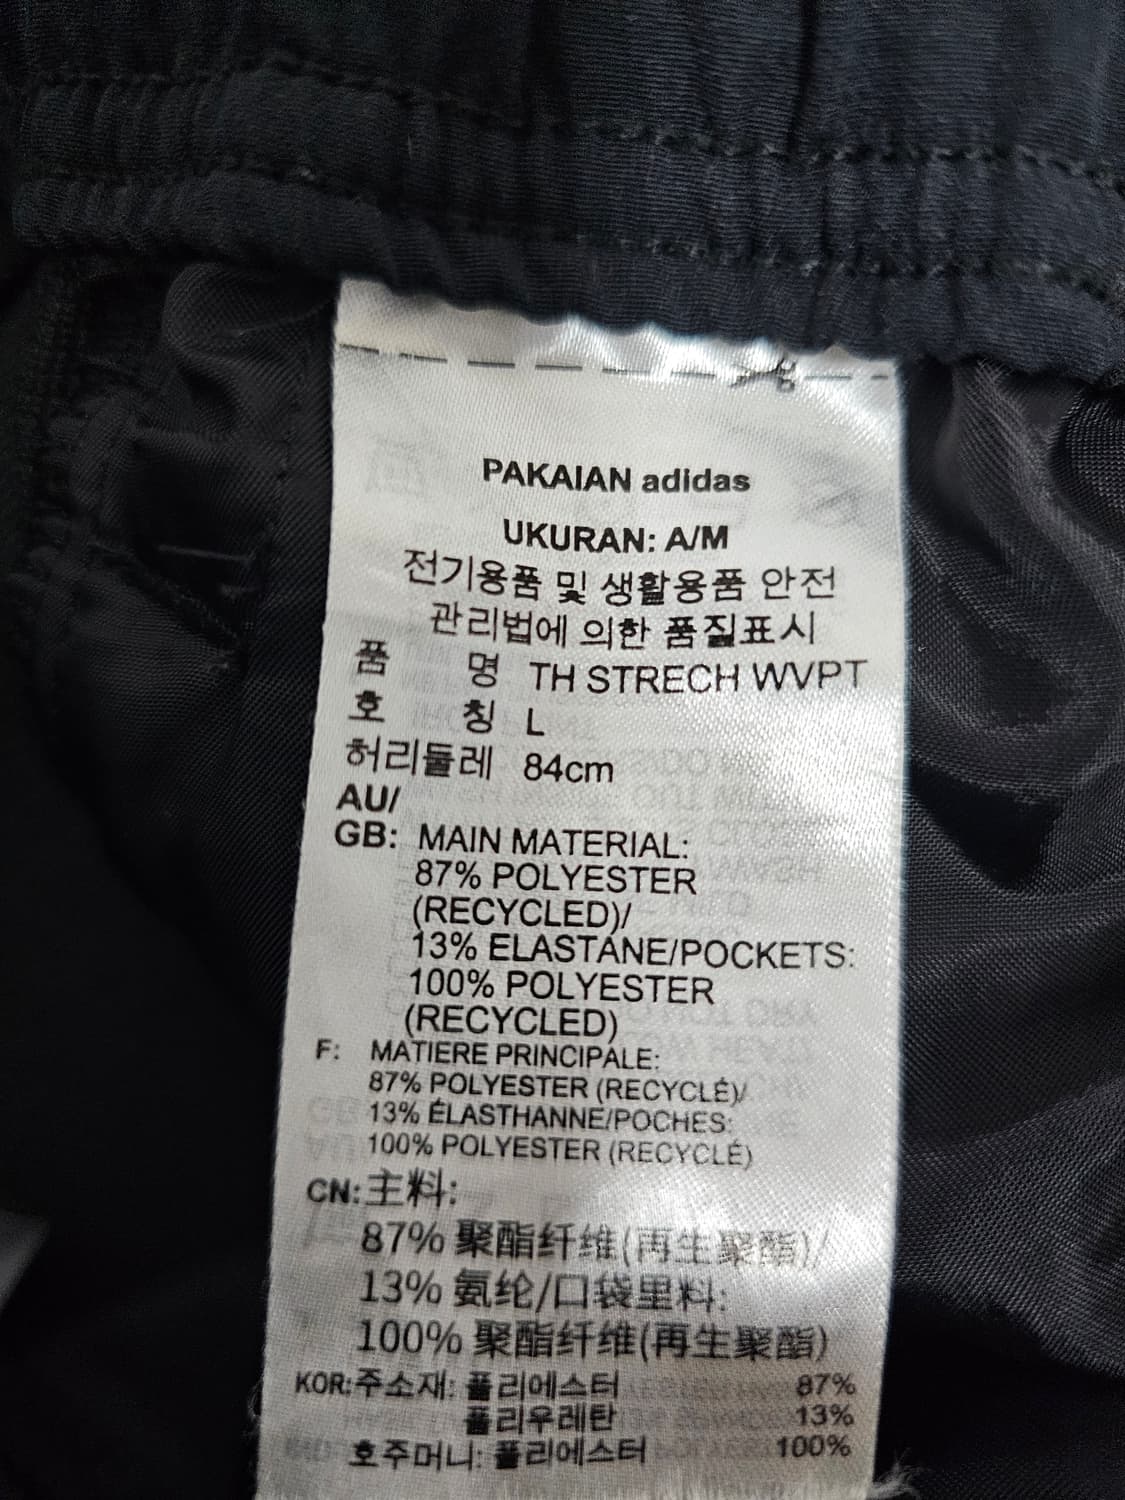 PAKAIAN adidas
UKURAN: A/M
전기용품 및 생활용품 안전
관리법에 의한 품질표시
품 명 TH STRECH WVPT
호 칭 L
허리둘레 84cm
AU/
GB: MAIN MATERIAL:
87% POLYESTER
(RECYCLED)/
13% ELASTANE/POCKETS:
100% POLYESTER
(RECYCLED)
F: MATIERE PRINCIPALE:
87% POLYESTER (RECYCLÉ)/
13% ÉLASTHANNE/POCHES:
100% POLYESTER (RECYCLÉ)
CN: 主料:
87% 聚酯纤维(再生聚酯)/
13% 氨纶/口袋里料:
100% 聚酯纤维(再生聚酯)
KOR: 주소재: 폴리에스터 87%
폴리우레탄 13%
호주머니: 폴리에스터 100%